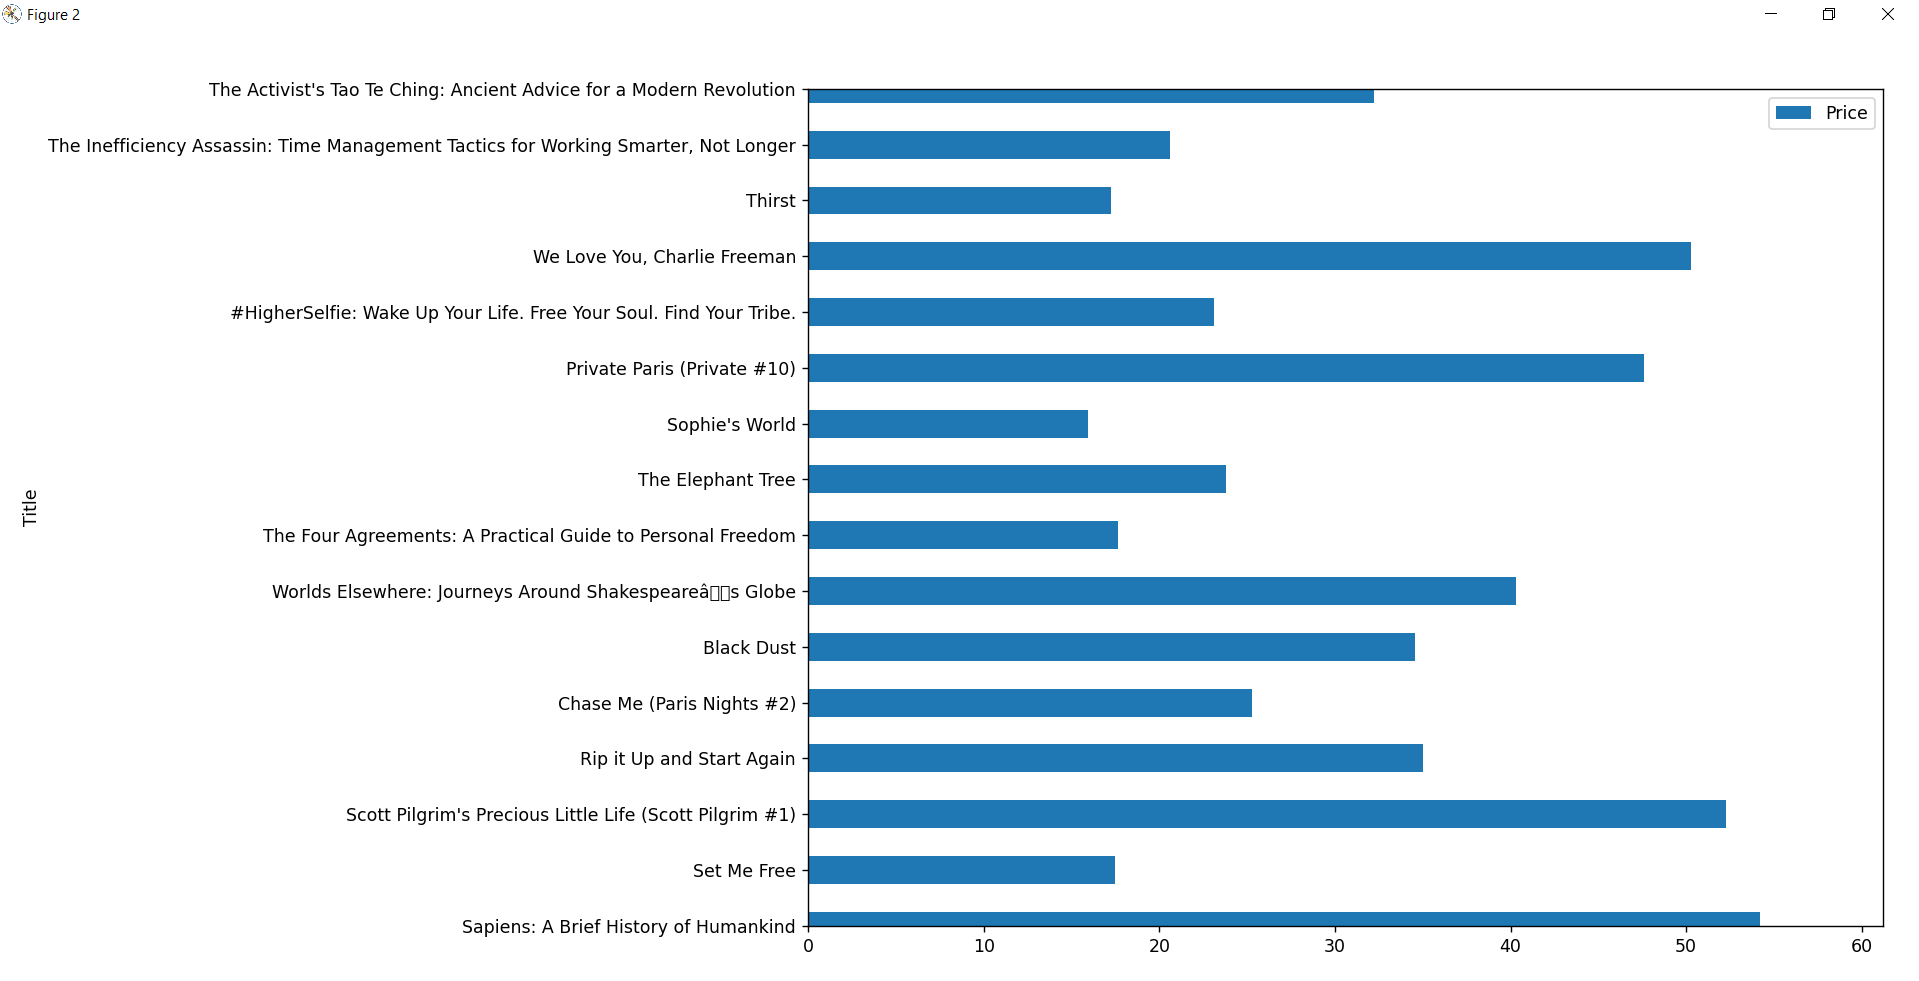 Figure 2
The Activist's Tao Te Ching: Ancient Advice for a Modern Revolution
Price
The Inefficiency Assassin: Time Management Tactics for Working Smarter, Not Longer
Thirst
We Love You, Charlie Freeman
#HigherSelfie: Wake Up Your Life. Free Your Soul. Find Your Tribe.
Private Paris (Private #10)
Sophie's World
The Elephant Tree
Title
The Four Agreements: A Practical Guide to Personal Freedom
Worlds Elsewhere: Journeys Around Shakespeareâ▯▯s Globe
Black Dust
Chase Me (Paris Nights #2)
Rip it Up and Start Again
Scott Pilgrim's Precious Little Life (Scott Pilgrim #1)
Set Me Free
Sapiens: A Brief History of Humankind
0 10 20 30 40 50 60